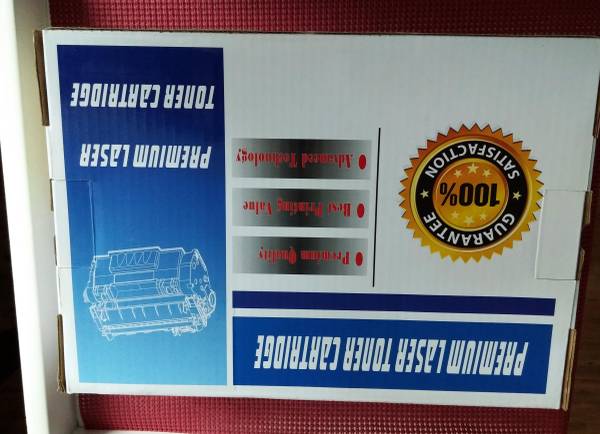 PREMIUM LASER TONER CARTRIDGE
Premium Quality
Best Printing Value
Advanced Technology
GUARANTEE
100%
SATISFACTION
PREMIUM LASER
TONER CARTRIDGE